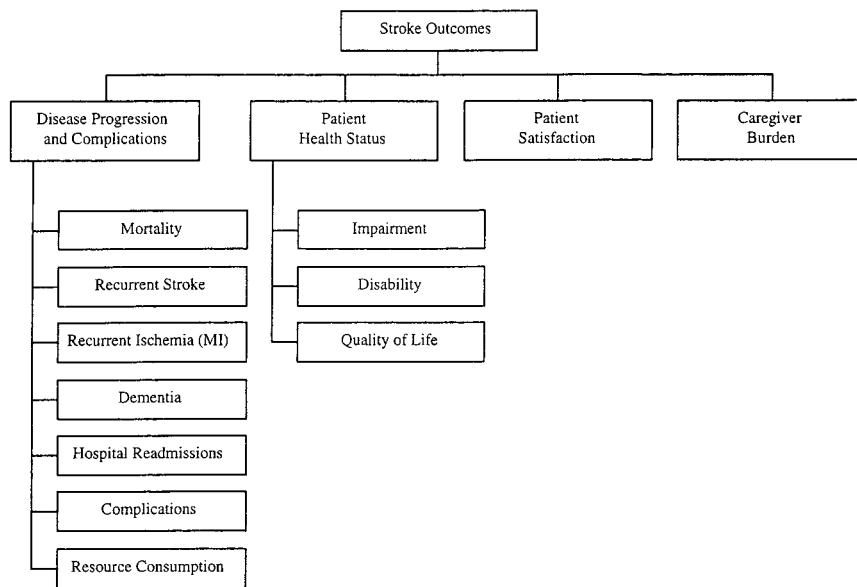 Stroke Outcomes
Disease Progression
and Complications
Patient
Health Status
Patient
Satisfaction
Caregiver
Burden
Mortality
Recurrent Stroke
Recurrent Ischemia (MI)
Dementia
Hospital Readmissions
Complications
Resource Consumption
Impairment
Disability
Quality of Life